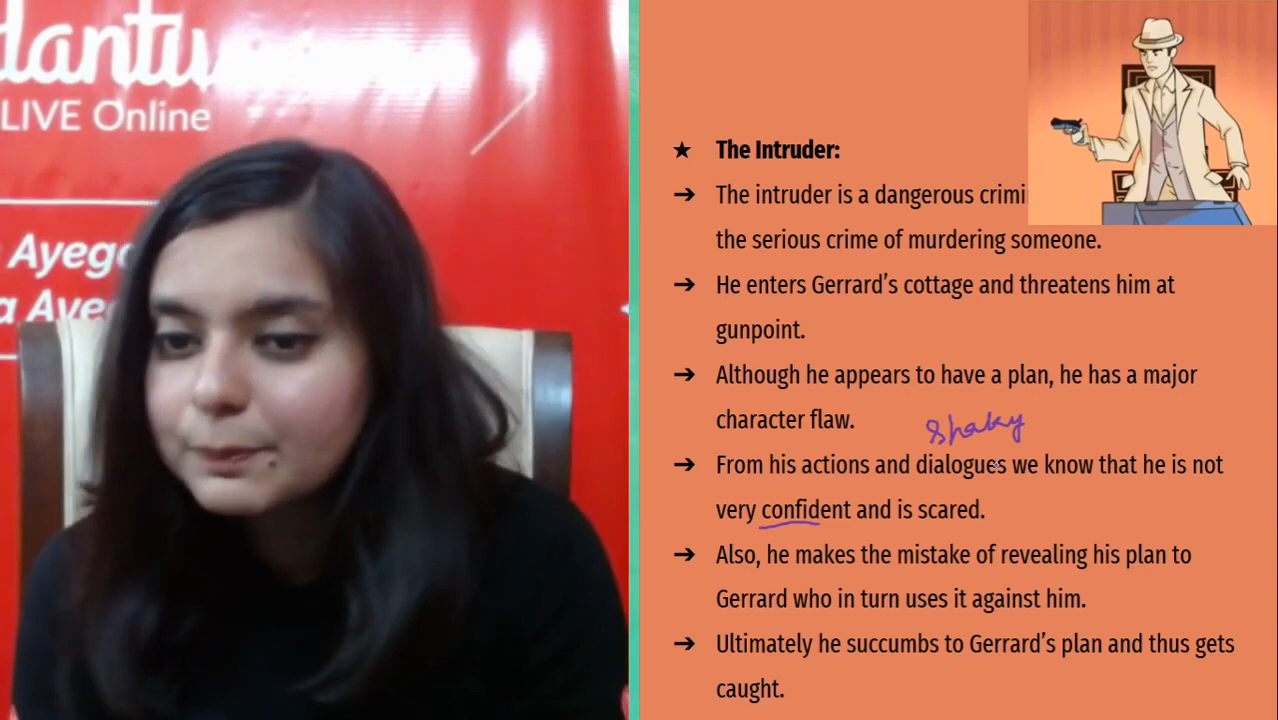 dantu
LIVE Online
Ayega
a Aye
★ The Intruder:
→ The intruder is a dangerous crimi
the serious crime of murdering someone.
→ He enters Gerrard’s cottage and threatens him at
gunpoint.
→ Although he appears to have a plan, he has a major
character flaw.
Shaky
→ From his actions and dialogues we know that he is not
very confident and is scared.
→ Also, he makes the mistake of revealing his plan to
Gerrard who in turn uses it against him.
→ Ultimately he succumbs to Gerrard’s plan and thus gets
caught.